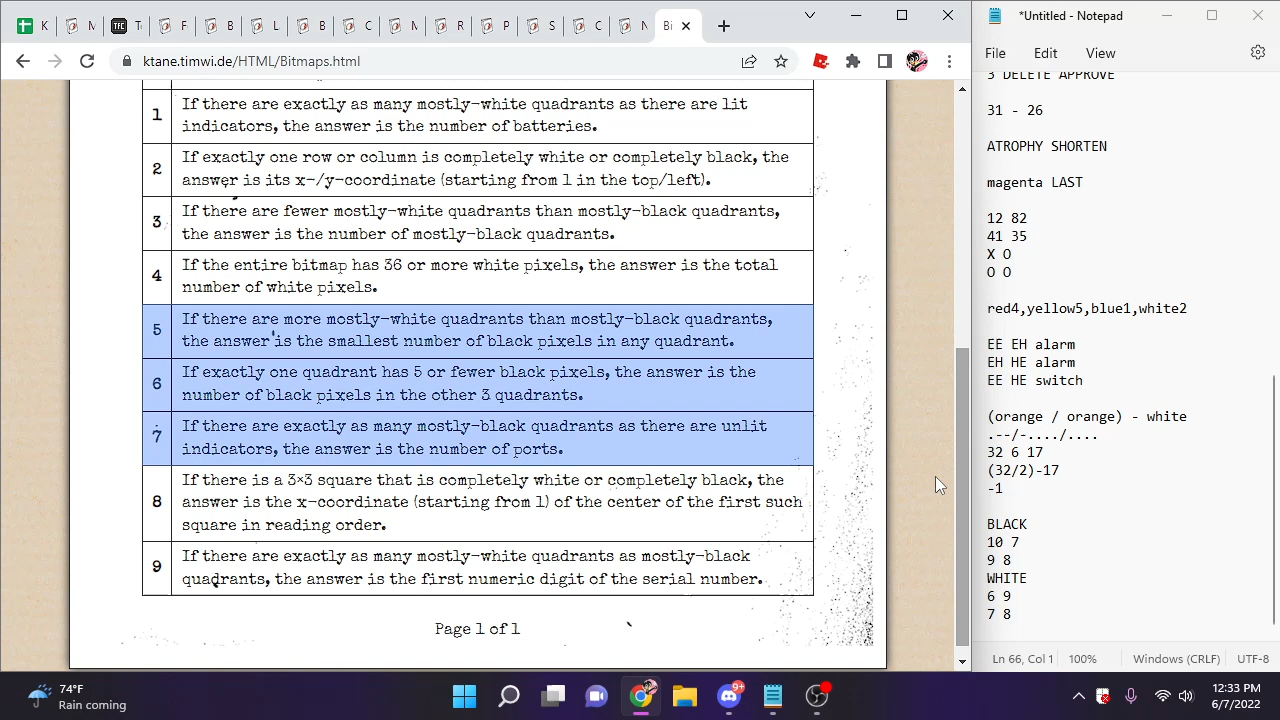 K
M
TFC
T
F
B
L
B
C
M
R
P
S
C
N
Bi
*Untitled - Notepad
ktane.timwi.de/HTML/Bitmaps.html
File Edit View
1 If there are exactly as many mostly-white quadrants as there are lit
indicators, the answer is the number of batteries.
2 If exactly one row or column is completely white or completely black, the
answer is its x-/y-coordinate (starting from 1 in the top/left).
3 If there are fewer mostly-white quadrants than mostly-black quadrants,
the answer is the number of mostly-black quadrants.
4 If the entire bitmap has 36 or more white pixels, the answer is the total
number of white pixels.
5 If there are more mostly-white quadrants than mostly-black quadrants,
the answer is the smallest number of black pixels in any quadrant.
6 If exactly one quadrant has 5 or fewer black pixels, the answer is the
number of black pixels in the other 3 quadrants.
7 If there are exactly as many mostly-black quadrants as there are unlit
indicators, the answer is the number of ports.
8 If there is a 3×3 square that is completely white or completely black, the
answer is the x-coordinate (starting from 1) of the center of the first such
square in reading order.
9 If there are exactly as many mostly-white quadrants as mostly-black
quadrants, the answer is the first numeric digit of the serial number.
Page 1 of 1
3 DELETE APPROVE
31 - 26
ATROPHY SHORTEN
magenta LAST
12 82
41 35
X O
O O
red4,yellow5,blue1,white2
EE EH alarm
EH HE alarm
EE HE switch
(orange / orange) - white
.--/-..../....
32 6 17
(32/2)-17
-1
BLACK
10 7
9 8
WHITE
6 9
7 8
Ln 66, Col 1 100% Windows (CRLF) UTF-8
74°F
Rain coming
9+
12:33 PM
6/7/2022